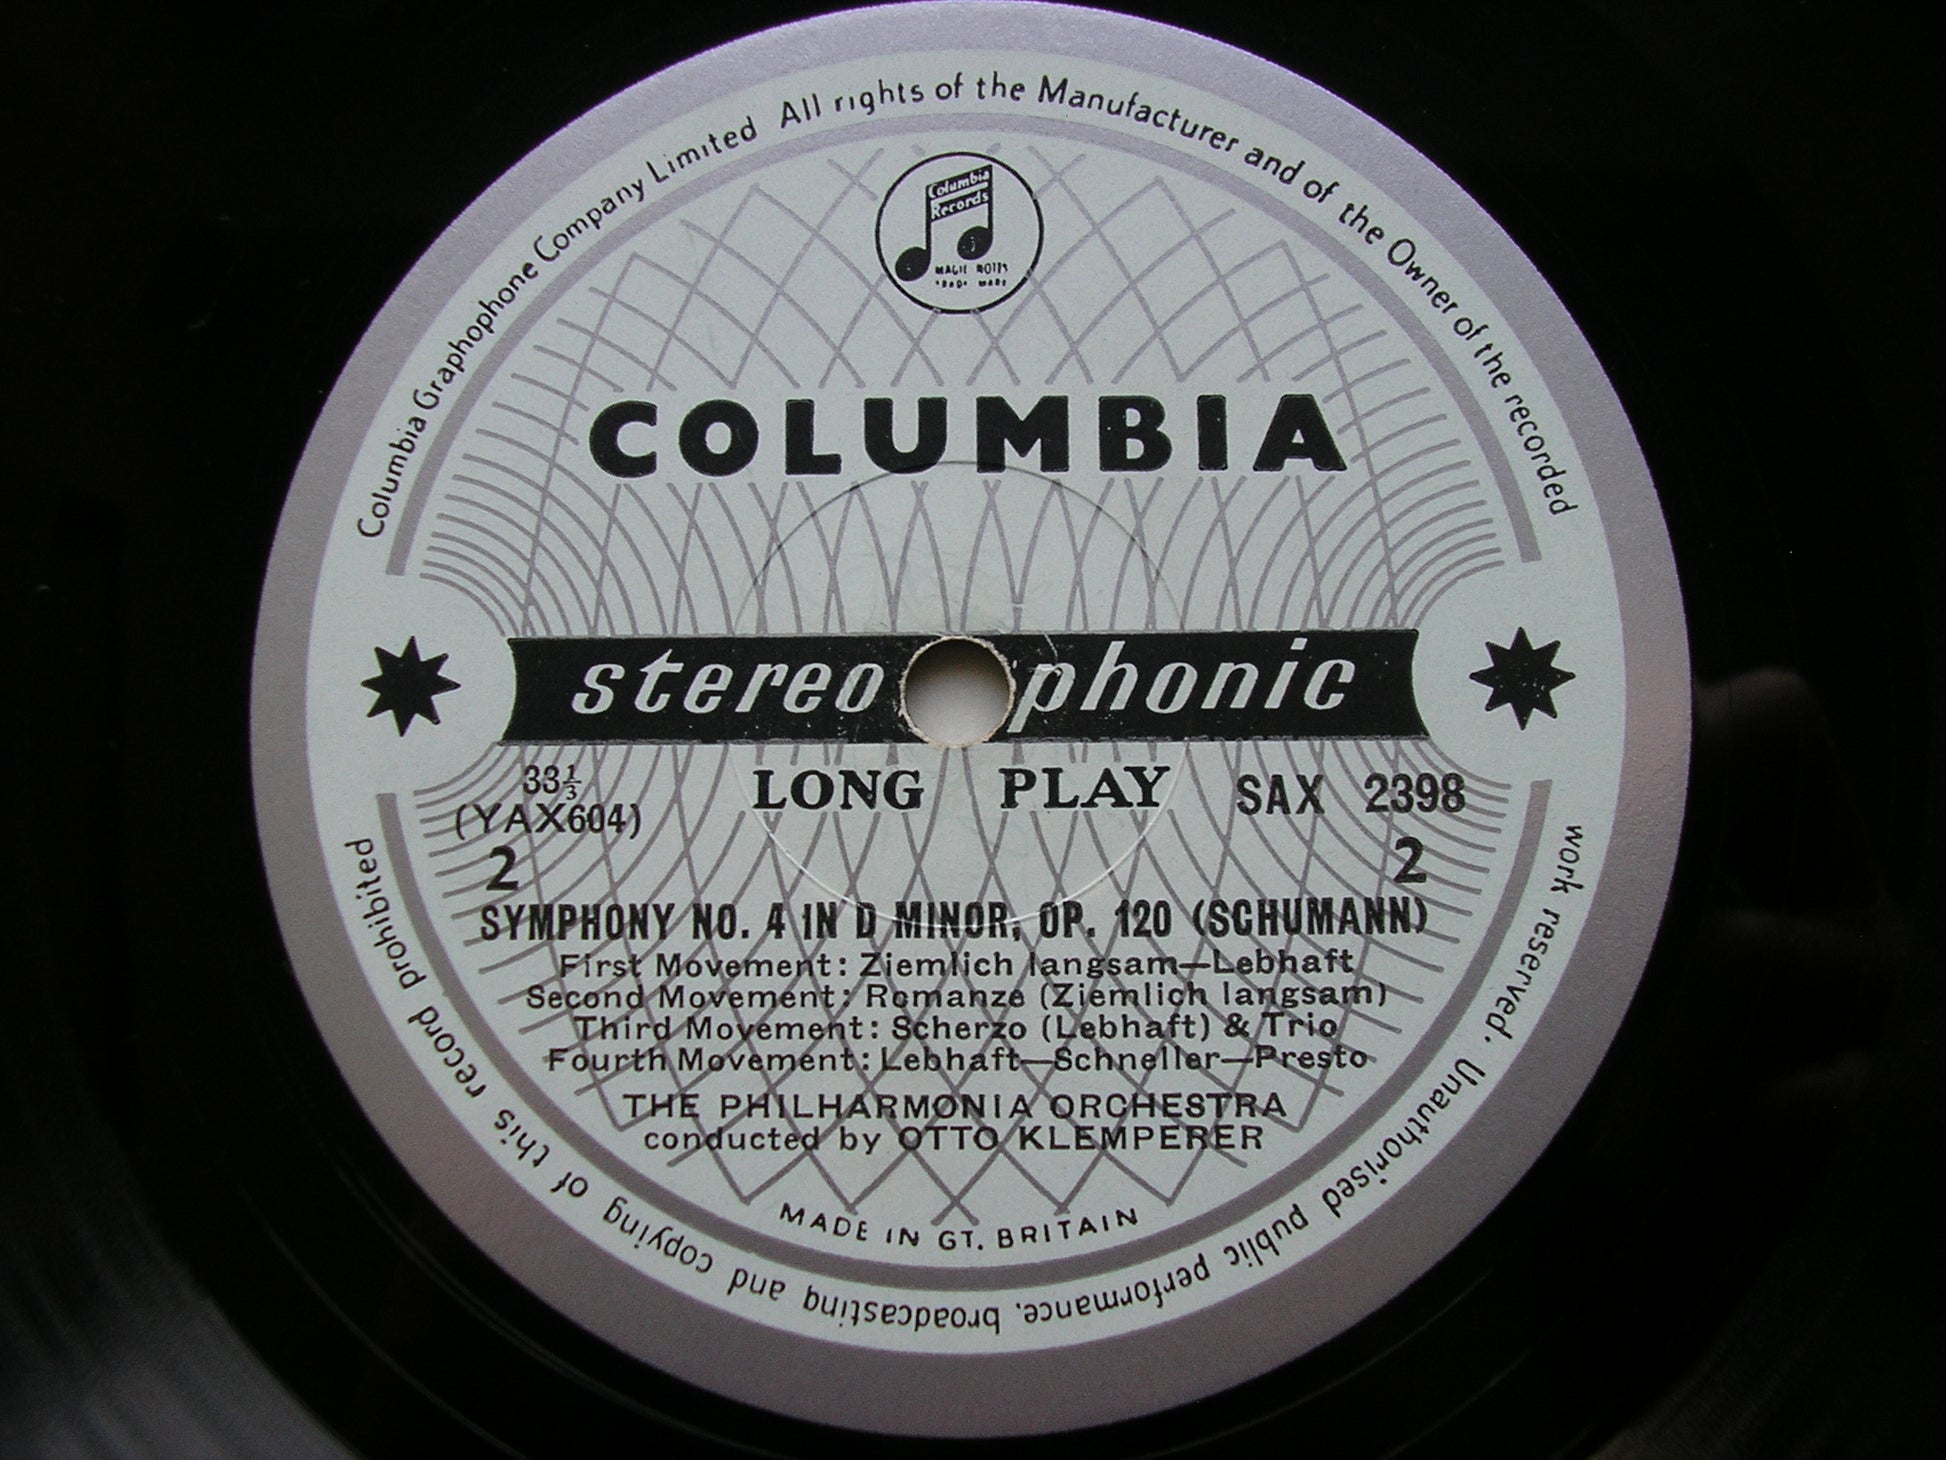 Columbia Graphophone Company Limited All rights of the Manufacturer and of the Owner of the recorded
work reserved. Unauthorised public performance, broadcasting and copying of this record prohibited
Columbia
Records
MAGIC NOTES
TRADE MARK
COLUMBIA
stereo phonic
33⅓
(YAX604)
LONG PLAY
SAX 2398
2
2
SYMPHONY NO. 4 IN D MINOR, OP. 120 (SCHUMANN)
First Movement: Ziemlich langsam—Lebhaft
Second Movement: Romanze (Ziemlich langsam)
Third Movement: Scherzo (Lebhaft) & Trio
Fourth Movement: Lebhaft—Schneller—Presto
THE PHILHARMONIA ORCHESTRA
conducted by OTTO KLEMPERER
MADE IN GT. BRITAIN